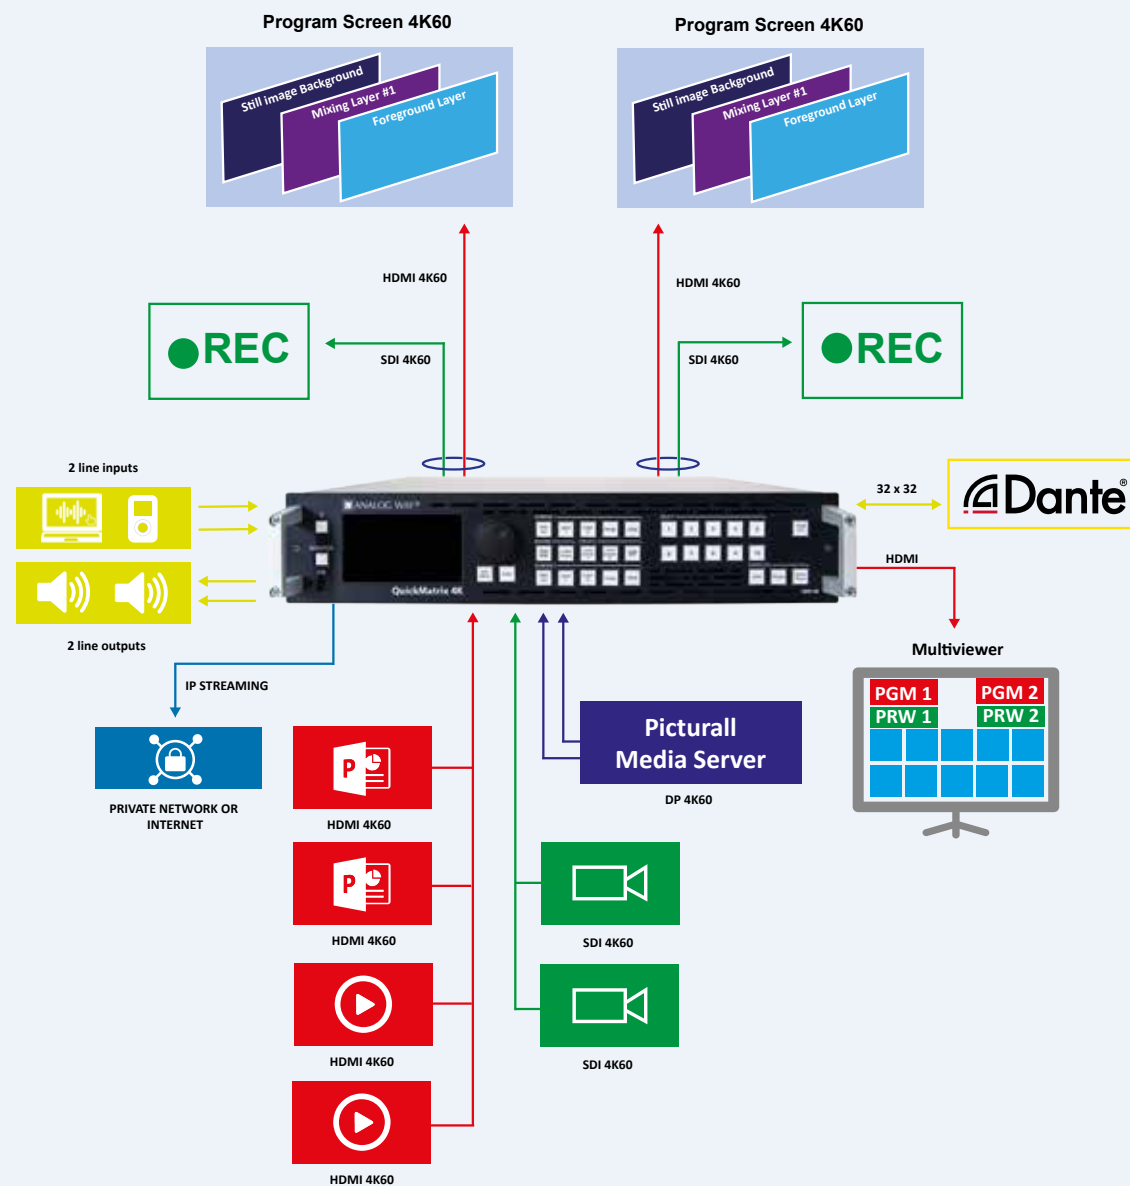 Program Screen 4K60
Program Screen 4K60
Still image Background
Mixing Layer #1
Foreground Layer
Still image Background
Mixing Layer #1
Foreground Layer
HDMI 4K60
HDMI 4K60
REC
SDI 4K60
SDI 4K60
REC
2 line inputs
ANALOG WAY®
32 x 32
Dante®
HDMI
QuickMatrix 4K
2 line outputs
IP STREAMING
Multiviewer
PGM 1
PGM 2
PRW 1
PRW 2
Picturall
Media Server
DP 4K60
PRIVATE NETWORK OR
INTERNET
P
HDMI 4K60
P
HDMI 4K60
SDI 4K60
HDMI 4K60
SDI 4K60
HDMI 4K60